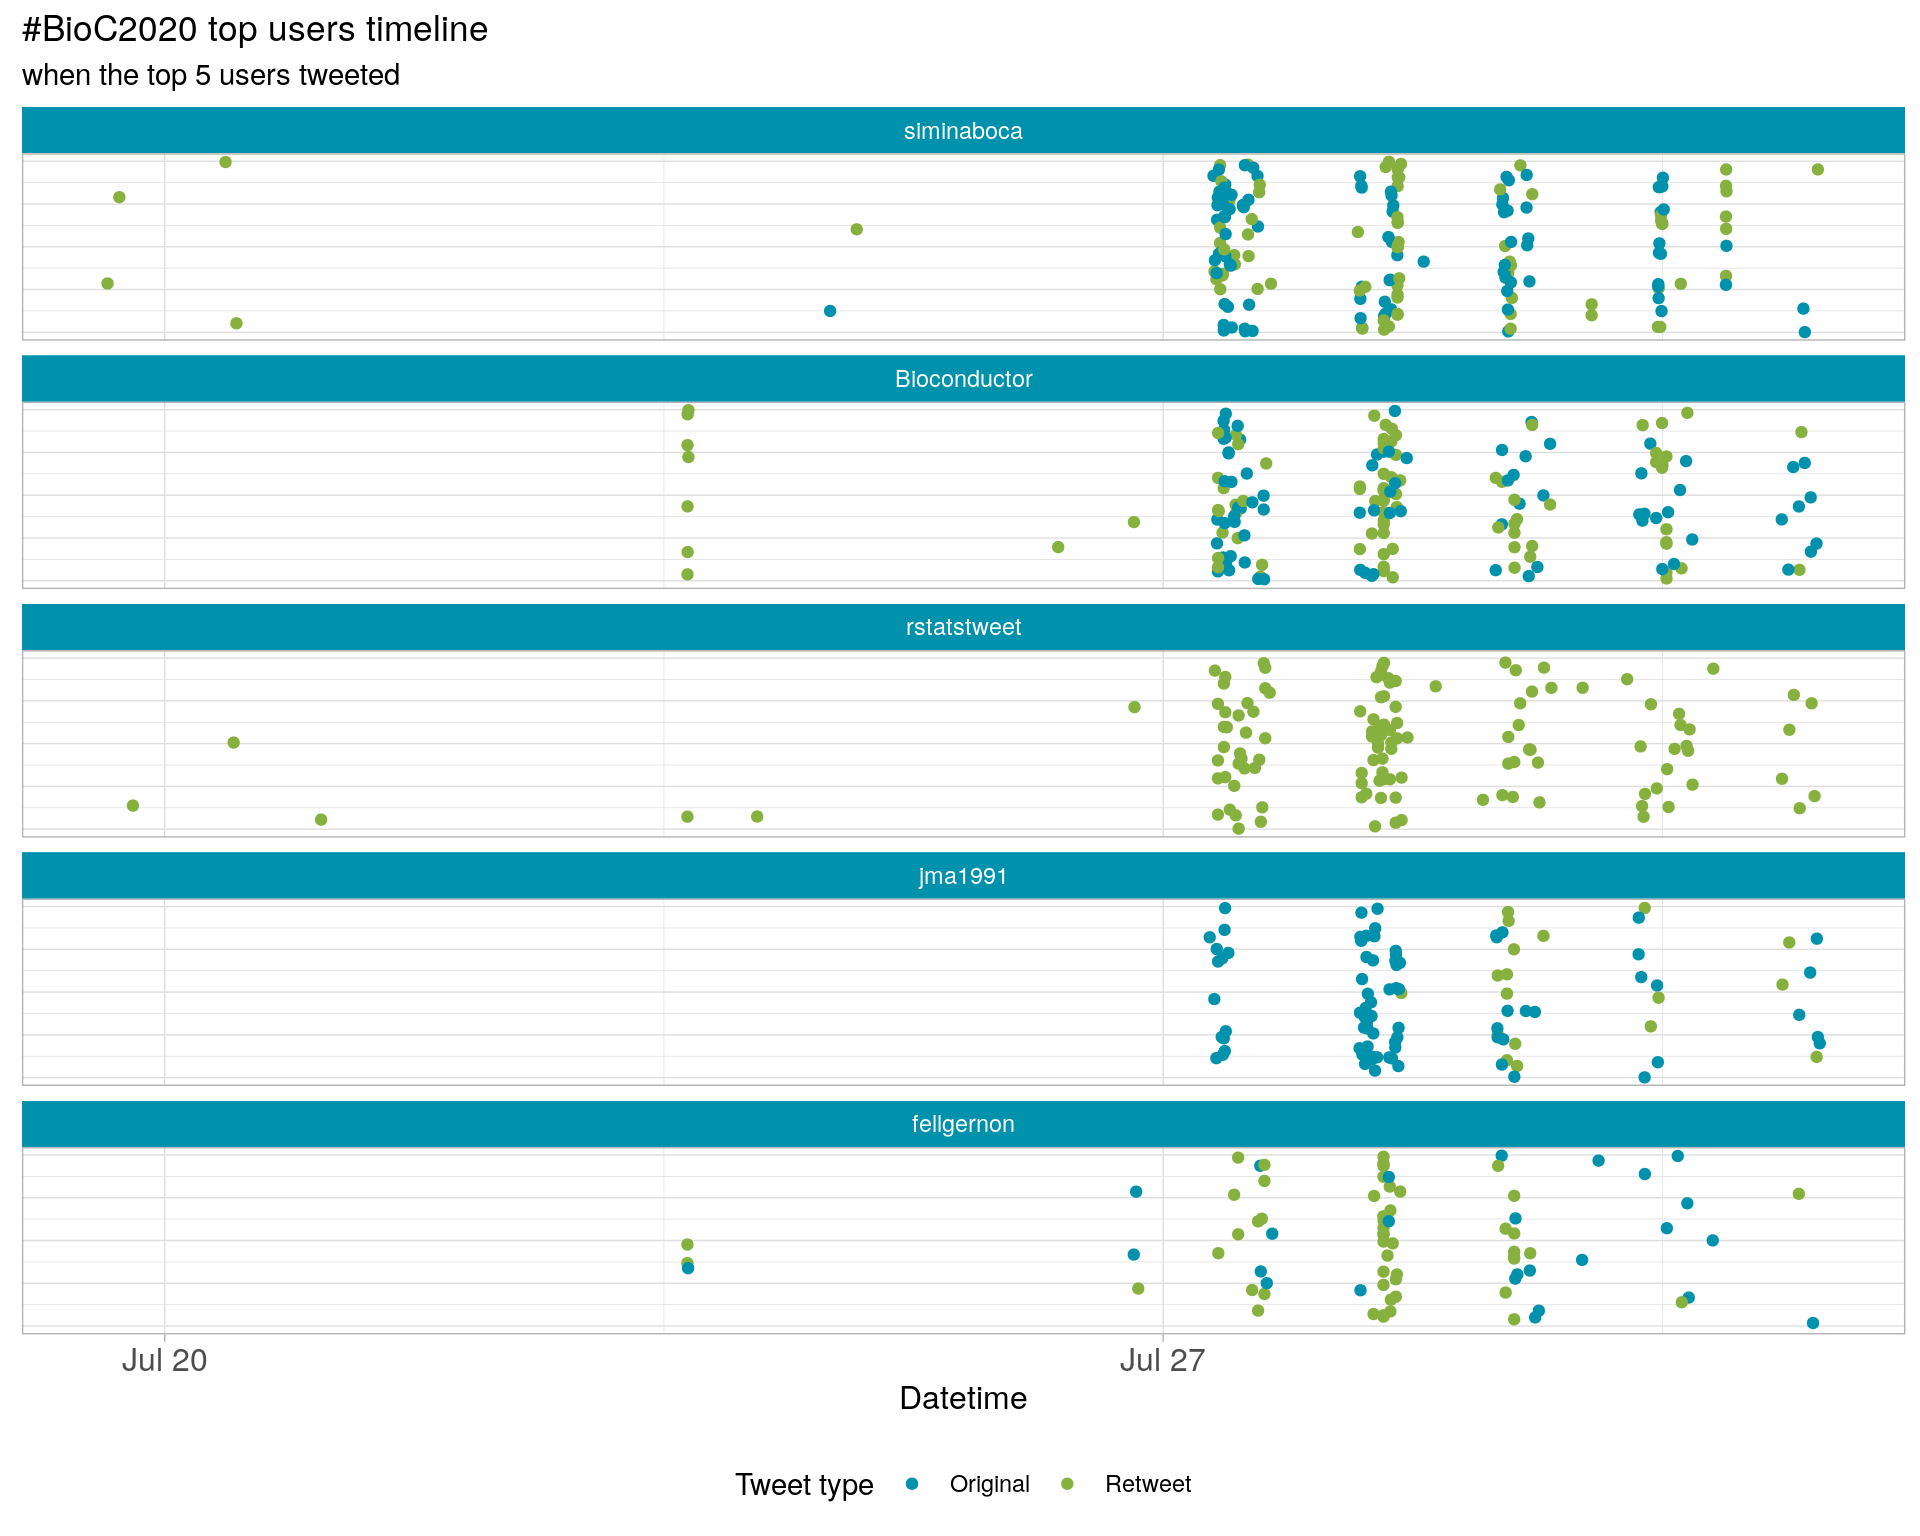 #BioC2020 top users timeline
when the top 5 users tweeted
siminaboca
Bioconductor
rstatstweet
jma1991
fellgernon
Jul 20 Jul 27
Datetime
Tweet type Original Retweet